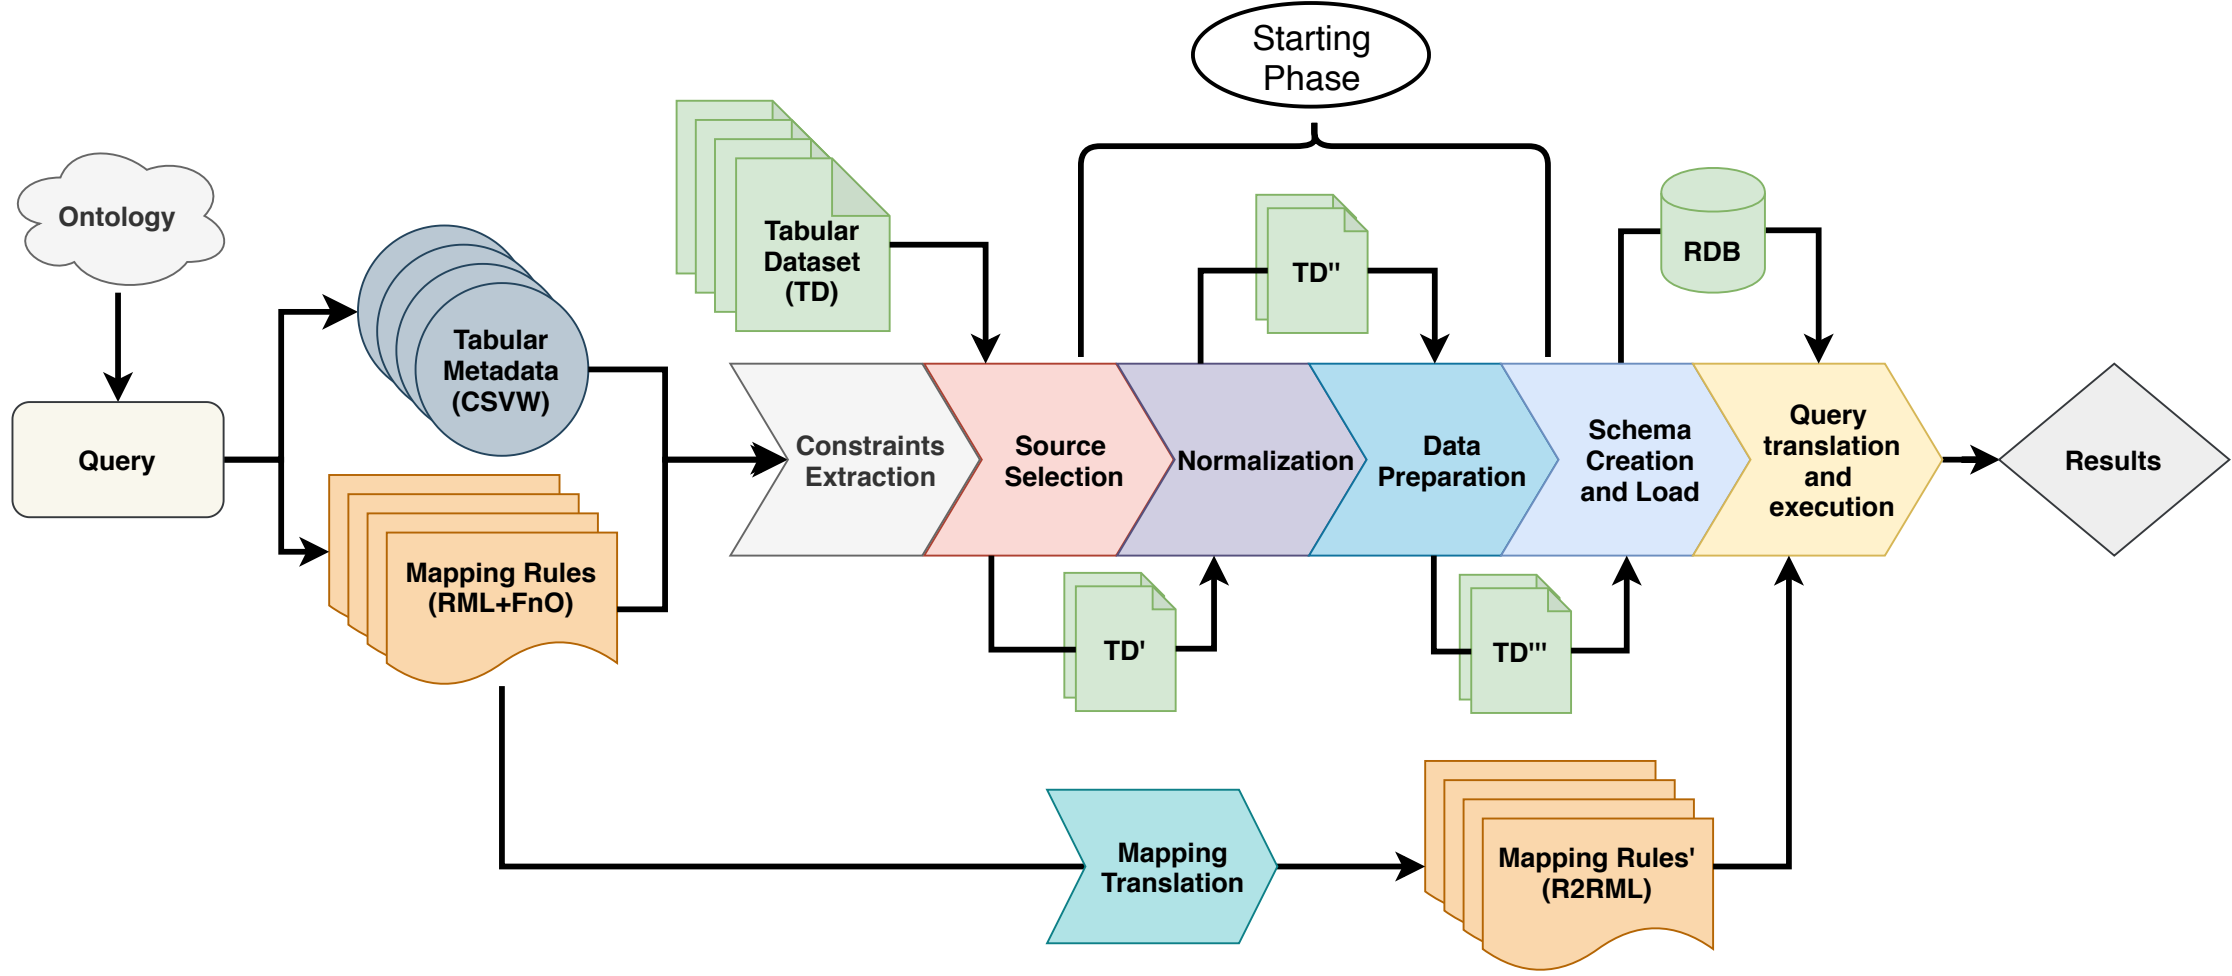 Starting
Phase
Ontology
Tabular
Dataset
(TD)
TD''
RDB
Tabular
Metadata
(CSVW)
Query
Constraints
Extraction
Source
Selection
Normalization
Data
Preparation
Schema
Creation
and Load
Query
translation
and
execution
Results
Mapping Rules
(RML+FnO)
TD'
TD'''
Mapping
Translation
Mapping Rules'
(R2RML)